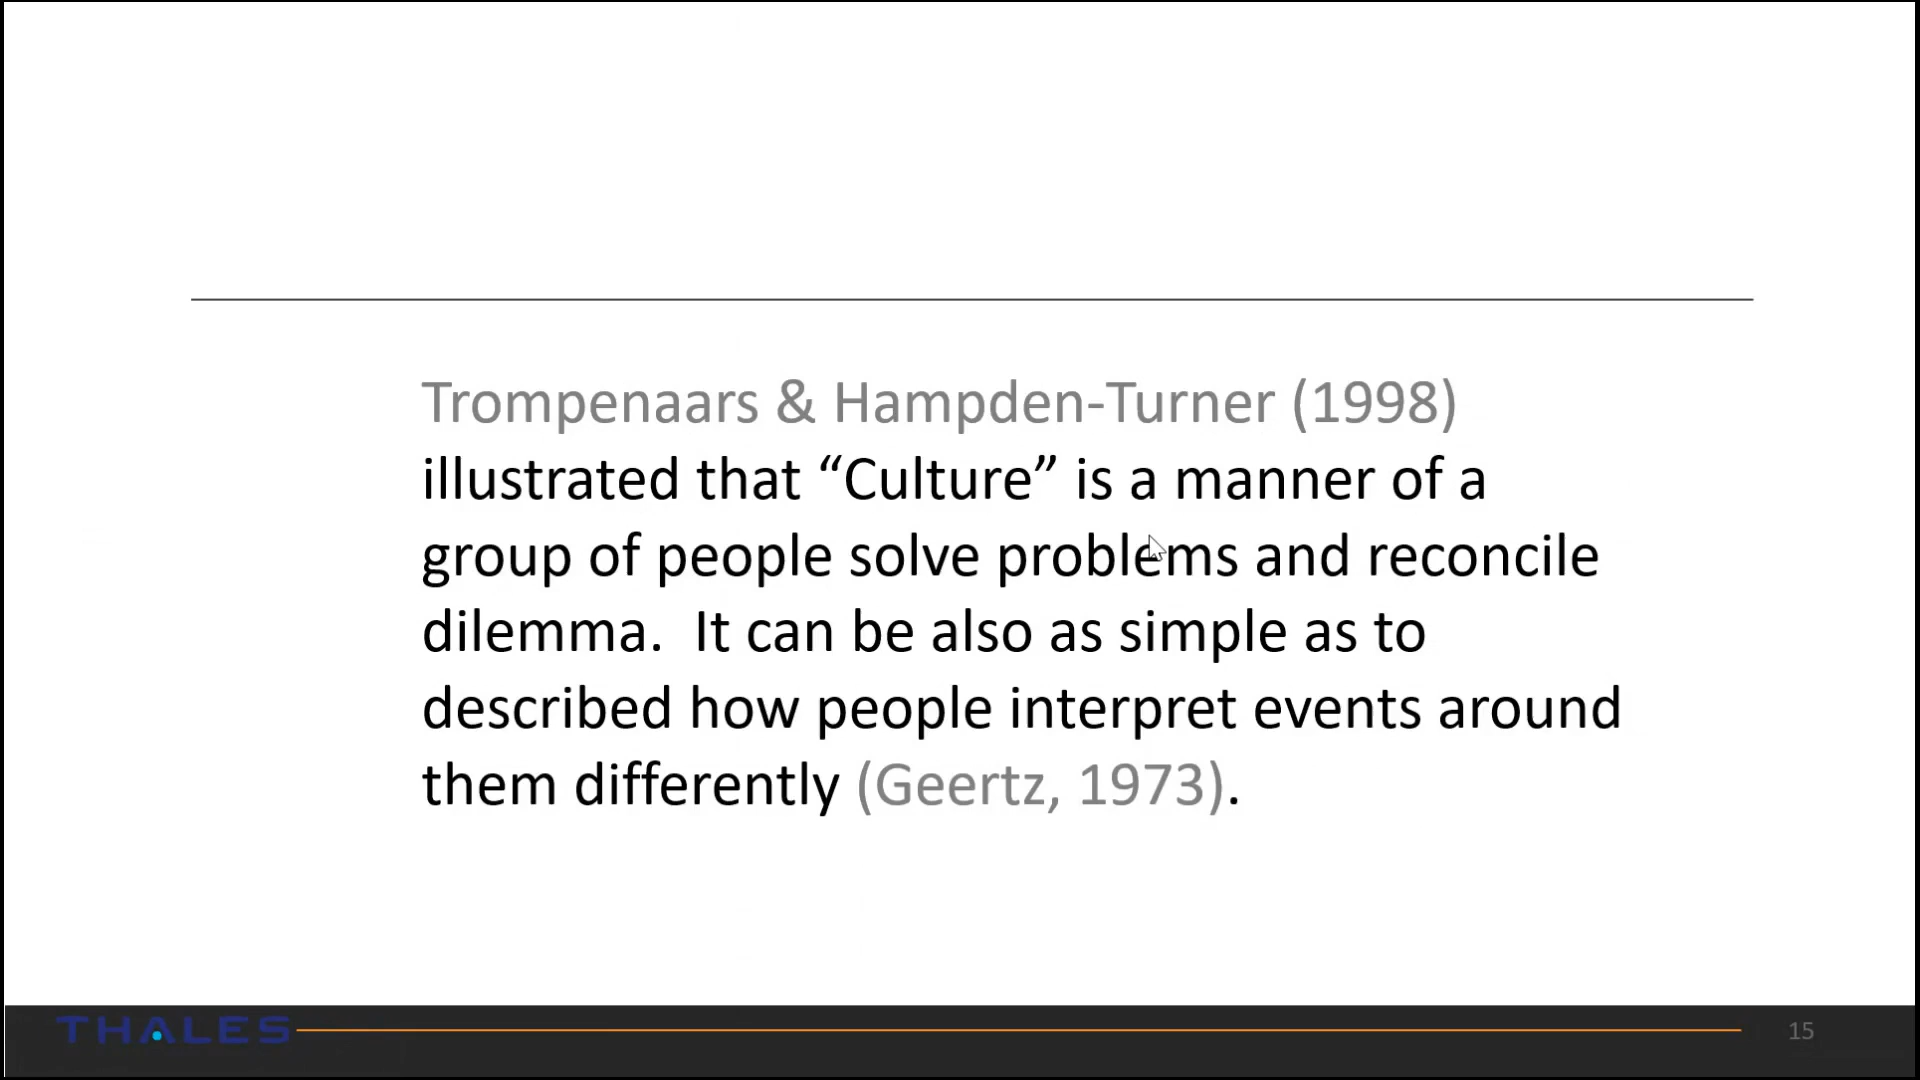 Trompenaars & Hampden-Turner (1998)
illustrated that “Culture” is a manner of a
group of people solve problems and reconcile
dilemma.  It can be also as simple as to
described how people interpret events around
them differently (Geertz, 1973).
THALES
15